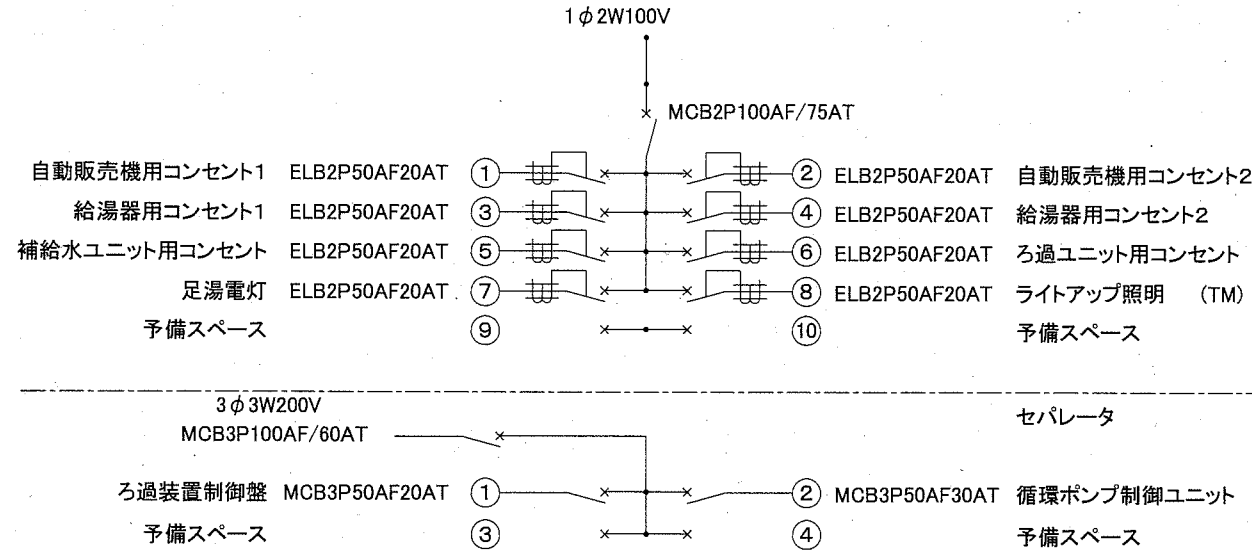 1φ2W100V
MCB2P100AF/75AT
自動販売機用コンセント1 ELB2P50AF20AT ① ② ELB2P50AF20AT 自動販売機用コンセント2
給湯器用コンセント1 ELB2P50AF20AT ③ ④ ELB2P50AF20AT 給湯器用コンセント2
補給水ユニット用コンセント ELB2P50AF20AT ⑤ ⑥ ELB2P50AF20AT ろ過ユニット用コンセント
足湯電灯 ELB2P50AF20AT ⑦ ⑧ ELB2P50AF20AT ライトアップ照明 (TM)
予備スペース ⑨ ⑩ 予備スペース
3φ3W200V
セパレータ
MCB3P100AF/60AT
ろ過装置制御盤 MCB3P50AF20AT ① ② MCB3P50AF30AT 循環ポンプ制御ユニット
予備スペース ③ ④ 予備スペース